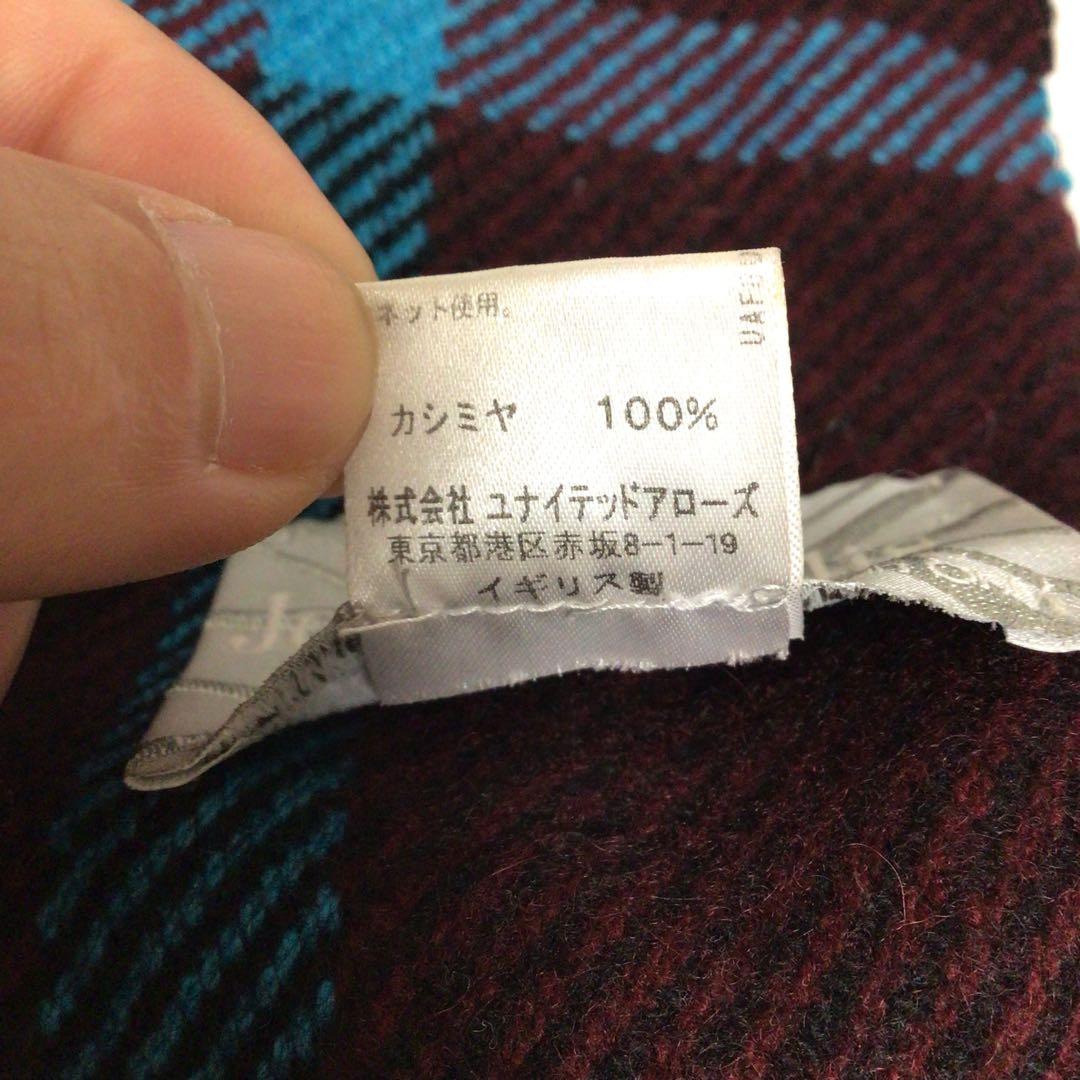 ネット使用。
カシミヤ 100%
株式会社 ユナイテッドアローズ
東京都港区赤坂8-1-19
イギリス製